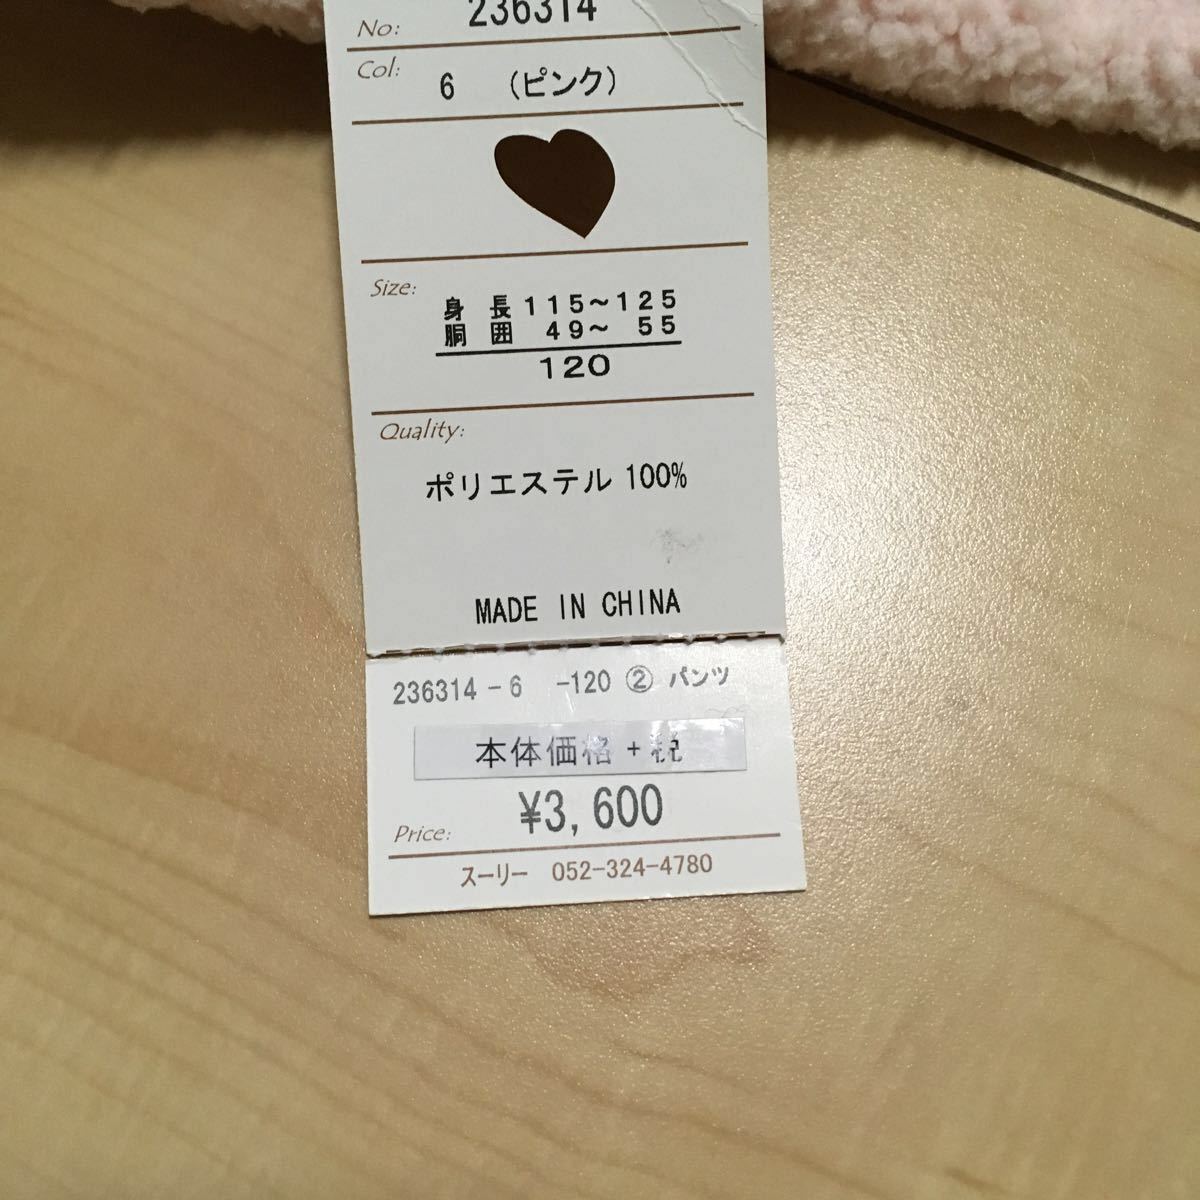 No: 236314
Col: 6 (ピンク)
Size:
身 長 115～125
胴 囲 49～ 55
120
Quality:
ポリエステル 100%
MADE IN CHINA
236314-6 -120 ② パンツ
本体価格 + 税
¥3,600
Price:
スーリー 052-324-4780